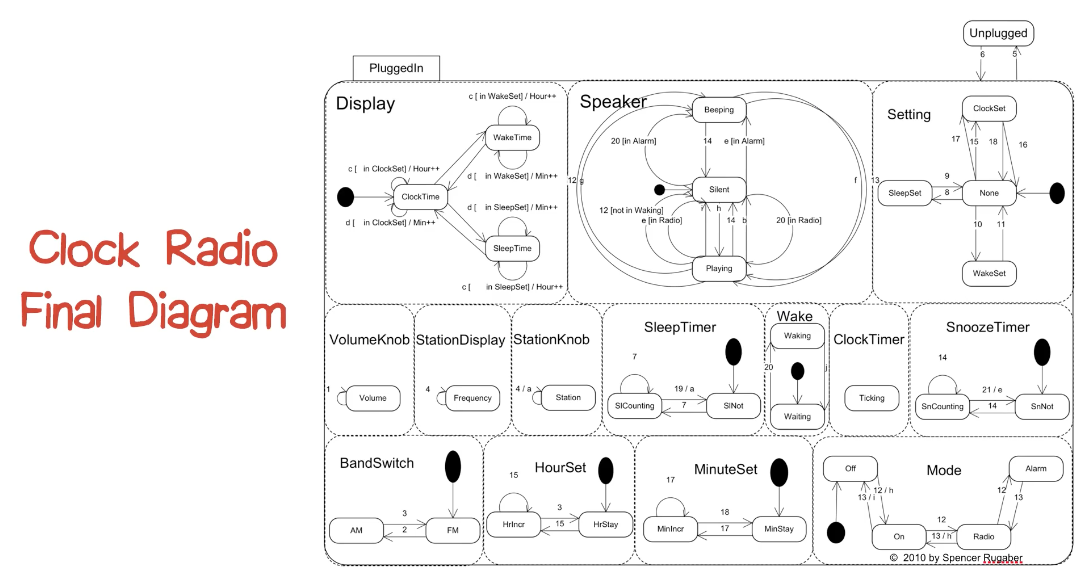 Clock Radio
Final Diagram
Unplugged
6
5
PluggedIn
Display
c [ in WakeSet] / Hour++
WakeTime
d [ in WakeSet] / Min++
c [ in ClockSet] / Hour++
ClockTime
d [ in ClockSet] / Min++
d [ in SleepSet] / Min++
SleepTime
c [ in SleepSet] / Hour++
Speaker
Beeping
20 [in Alarm]
14
e [in Alarm]
12
g
f
13
Silent
12 [not in Waking]
e [in Radio]
h
14
b
20 [in Radio]
Playing
Setting
ClockSet
17
15
18
16
SleepSet
9
8
None
10
11
WakeSet
VolumeKnob
1
Volume
StationDisplay
4
Frequency
StationKnob
4 / a
Station
SleepTimer
7
SlCounting
19 / a
7
SlNot
Wake
Waking
20
j
Waiting
ClockTimer
Ticking
SnoozeTimer
14
SnCounting
21 / e
14
SnNot
BandSwitch
AM
3
2
FM
HourSet
15
HrIncr
3
15
HrStay
MinuteSet
17
MinIncr
18
17
MinStay
Mode
Off
12 / h
13 / i
On
12
13 / h
Radio
12
13
Alarm
© 2010 by Spencer Rugaber